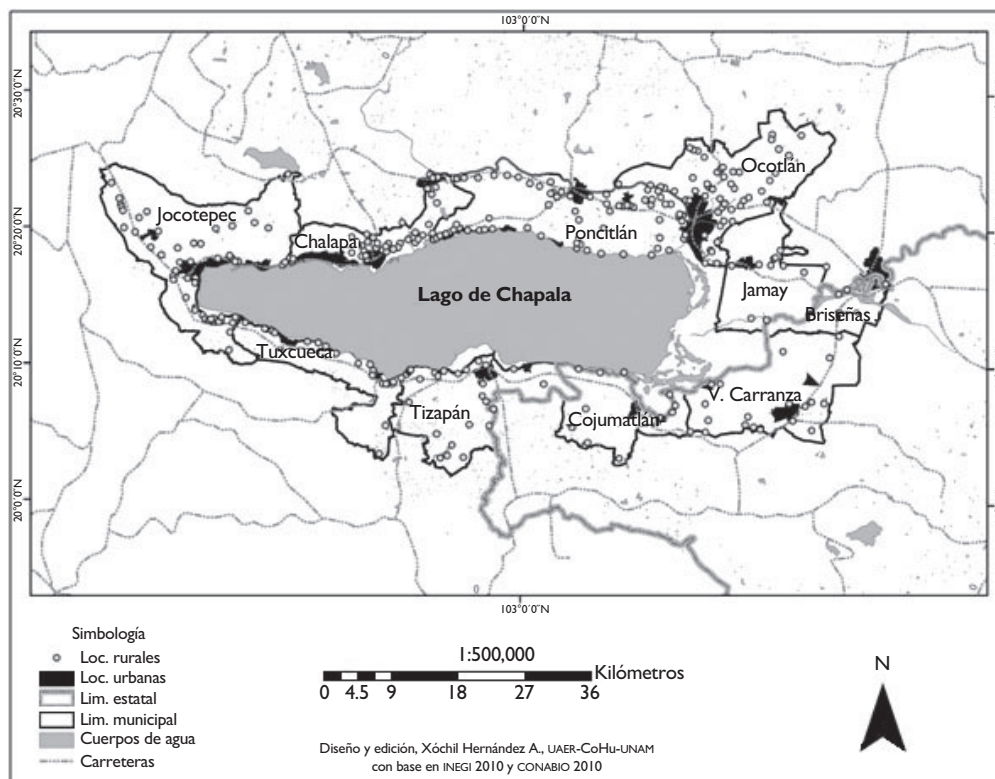 103°0'0"N
20°30'0"N
20°20'0"N
20°10'0"N
20°0'0"N
Ocotlán
Jocotepec
Chalapa
Poncitlán
Lago de Chapala
Jamay
Briseñas
Tuxcueca
V. Carranza
Tizapán
Cojumatlán
103°0'0"N
Simbología
Loc. rurales
Loc. urbanas
Lim. estatal
Lim. municipal
Cuerpos de agua
Carreteras
1:500,000
Kilómetros
0 4.5 9 18 27 36
N
Diseño y edición, Xóchil Hernández A., UAER-CoHu-UNAM
con base en INEGI 2010 y CONABIO 2010